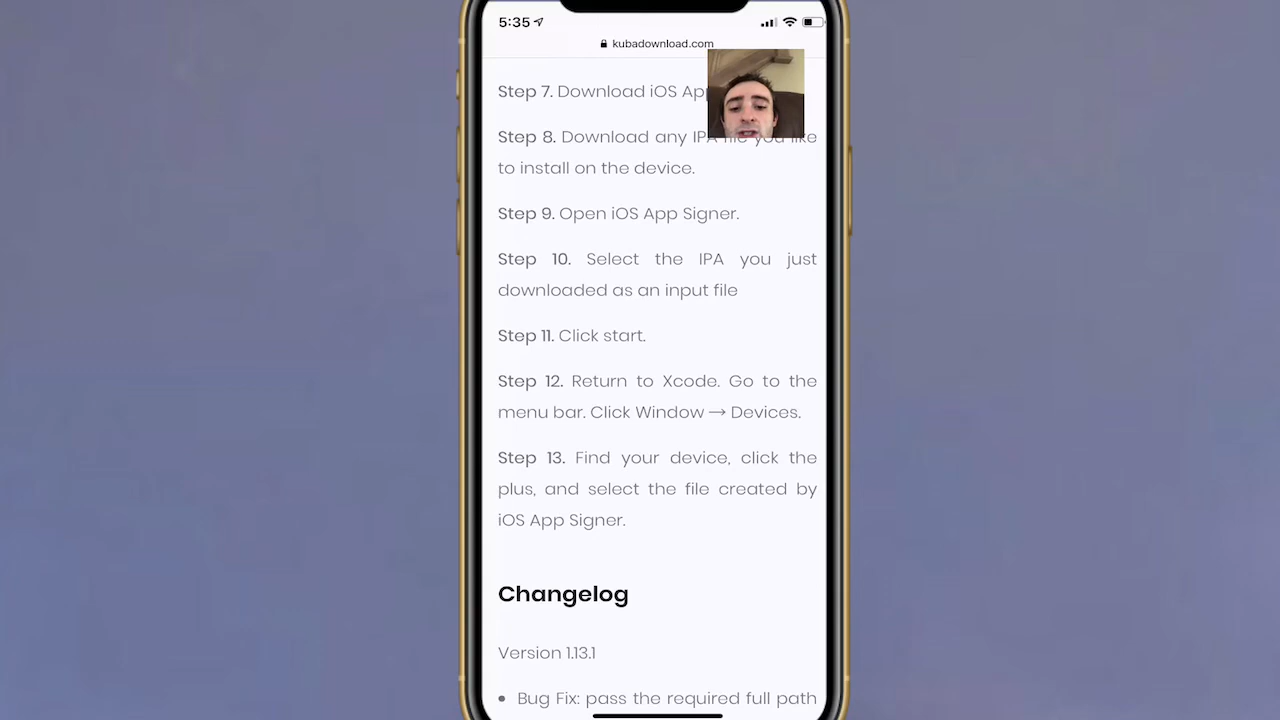 5:35
kubadownload.com
Step 7. Download iOS App
Step 8. Download any IPA file you like
to install on the device.
Step 9. Open iOS App Signer.
Step 10. Select the IPA you just
downloaded as an input file
Step 11. Click start.
Step 12. Return to Xcode. Go to the
menu bar. Click Window → Devices.
Step 13. Find your device, click the
plus, and select the file created by
iOS App Signer.
Changelog
Version 1.13.1
• Bug Fix: pass the required full path